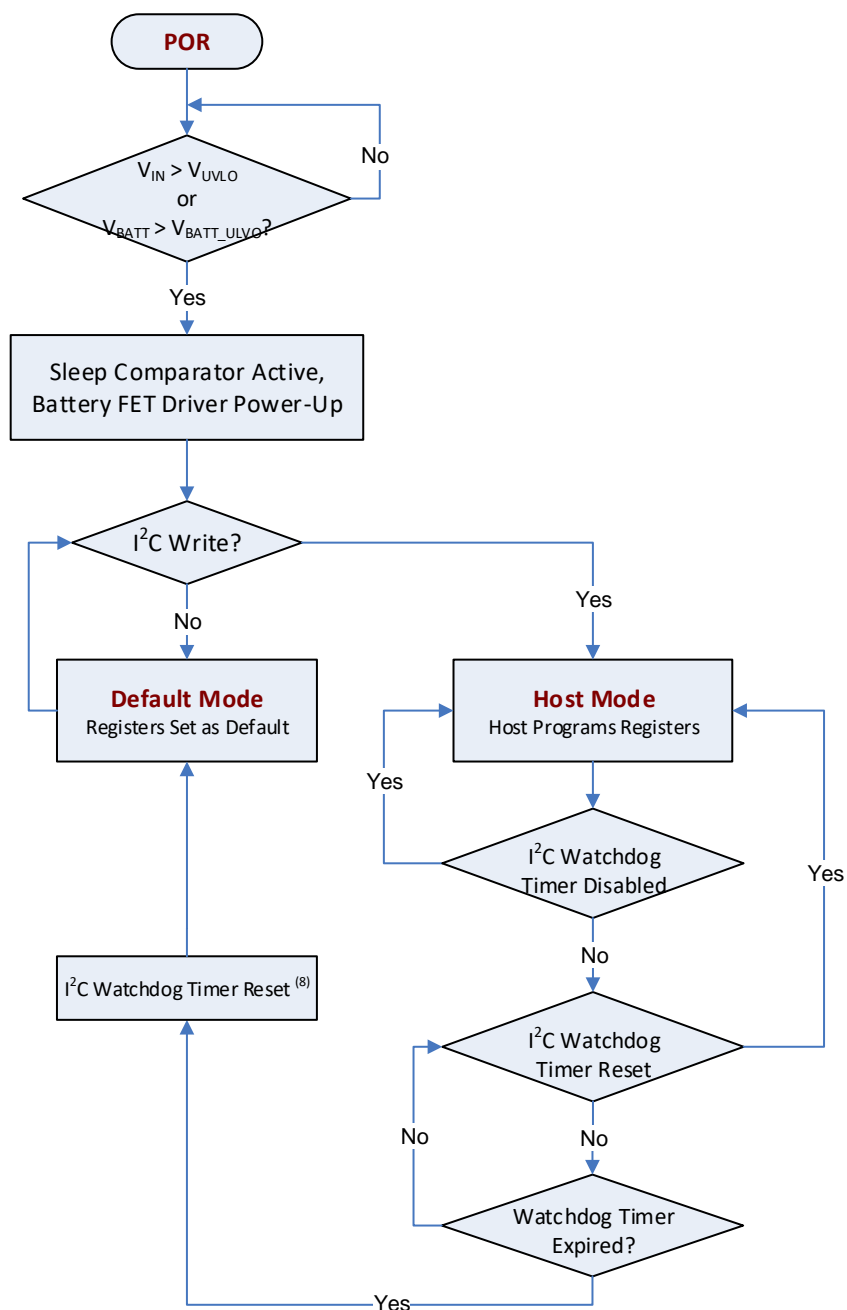 POR
No
V_IN > V_UVLO
or
V_BATT > V_BATT_ULVO?
Yes
Sleep Comparator Active,
Battery FET Driver Power-Up
I²C Write?
Yes
No
Default Mode
Registers Set as Default
Host Mode
Host Programs Registers
Yes
I²C Watchdog
Timer Disabled
Yes
No
I²C Watchdog Timer Reset (8)
I²C Watchdog
Timer Reset
No
No
Watchdog Timer
Expired?
Yes